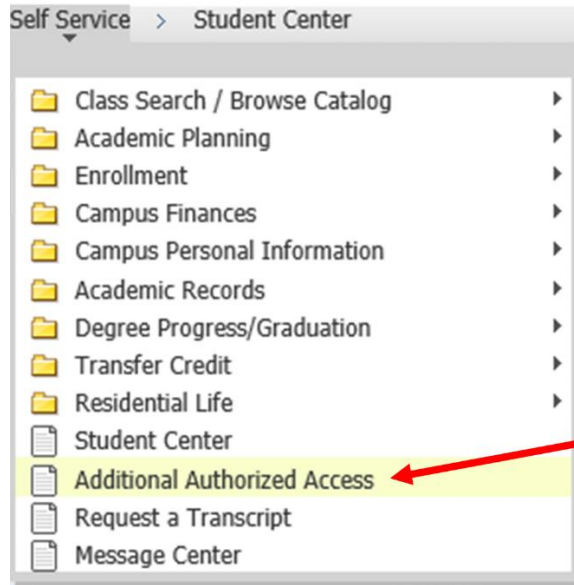 Self Service > Student Center
Class Search / Browse Catalog
Academic Planning
Enrollment
Campus Finances
Campus Personal Information
Academic Records
Degree Progress/Graduation
Transfer Credit
Residential Life
Student Center
Additional Authorized Access
Request a Transcript
Message Center